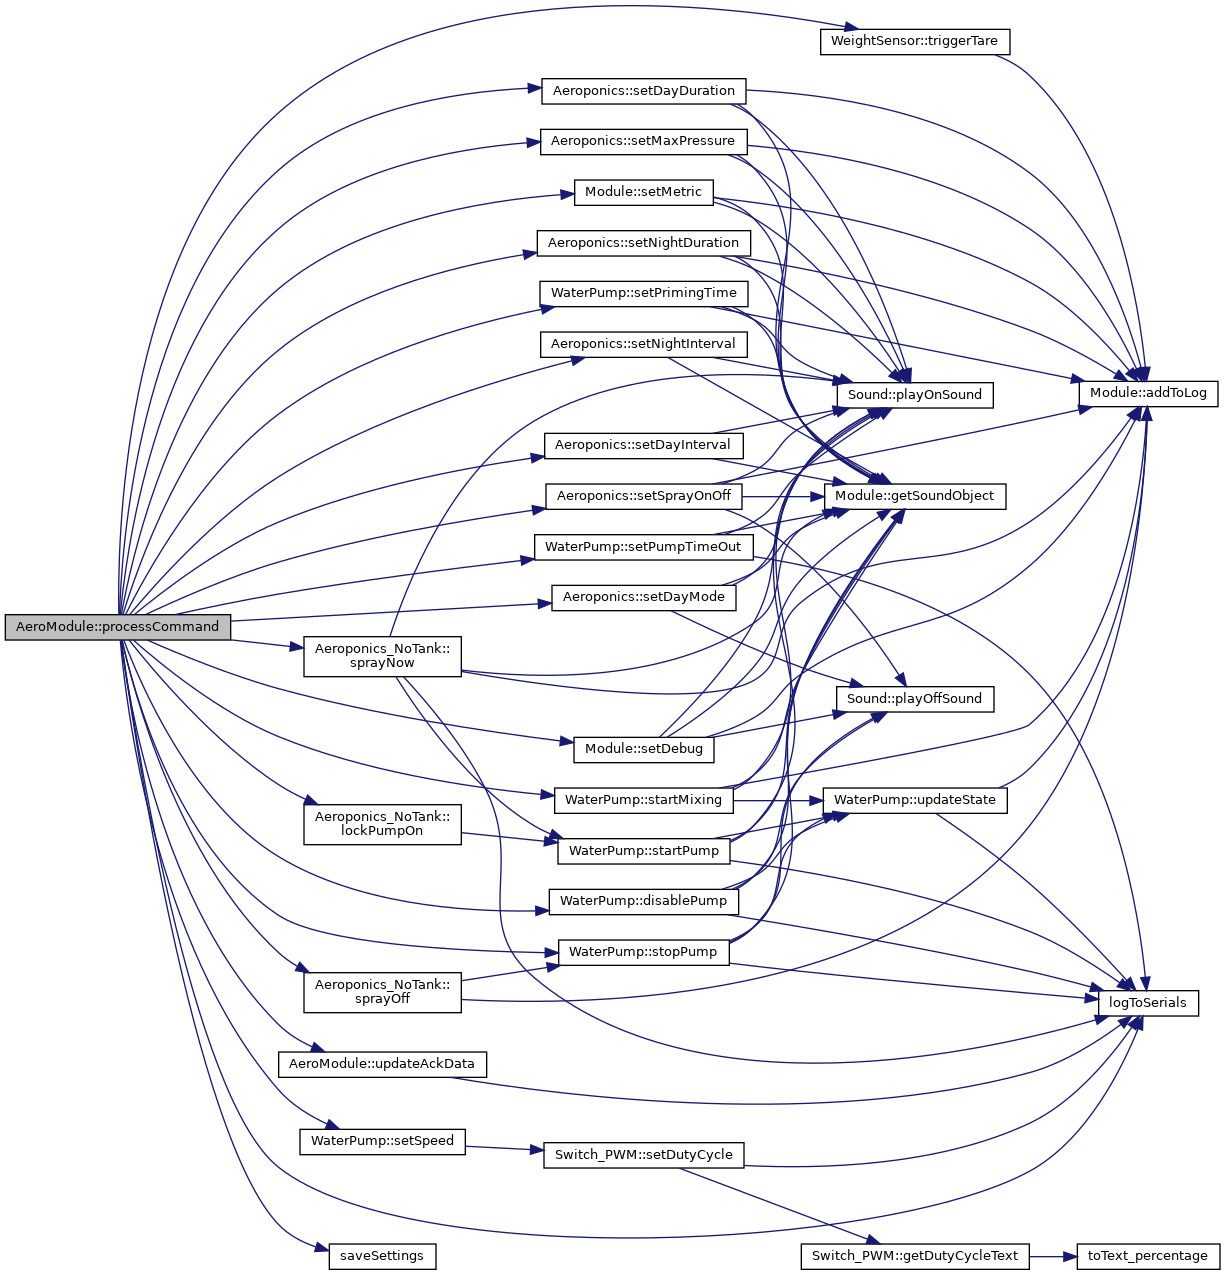 WeightSensor::triggerTare
Aeroponics::setDayDuration
Aeroponics::setMaxPressure
Module::setMetric
Aeroponics::setNightDuration
WaterPump::setPrimingTime
Aeroponics::setNightInterval
Sound::playOnSound
Module::addToLog
Aeroponics::setDayInterval
Aeroponics::setSprayOnOff
Module::getSoundObject
WaterPump::setPumpTimeOut
Aeroponics::setDayMode
AeroModule::processCommand
Aeroponics_NoTank::
sprayNow
Sound::playOffSound
Module::setDebug
WaterPump::startMixing
WaterPump::updateState
Aeroponics_NoTank::
lockPumpOn
WaterPump::startPump
WaterPump::disablePump
WaterPump::stopPump
Aeroponics_NoTank::
sprayOff
logToSerials
AeroModule::updateAckData
WaterPump::setSpeed
Switch_PWM::setDutyCycle
saveSettings
Switch_PWM::getDutyCycleText
toText_percentage